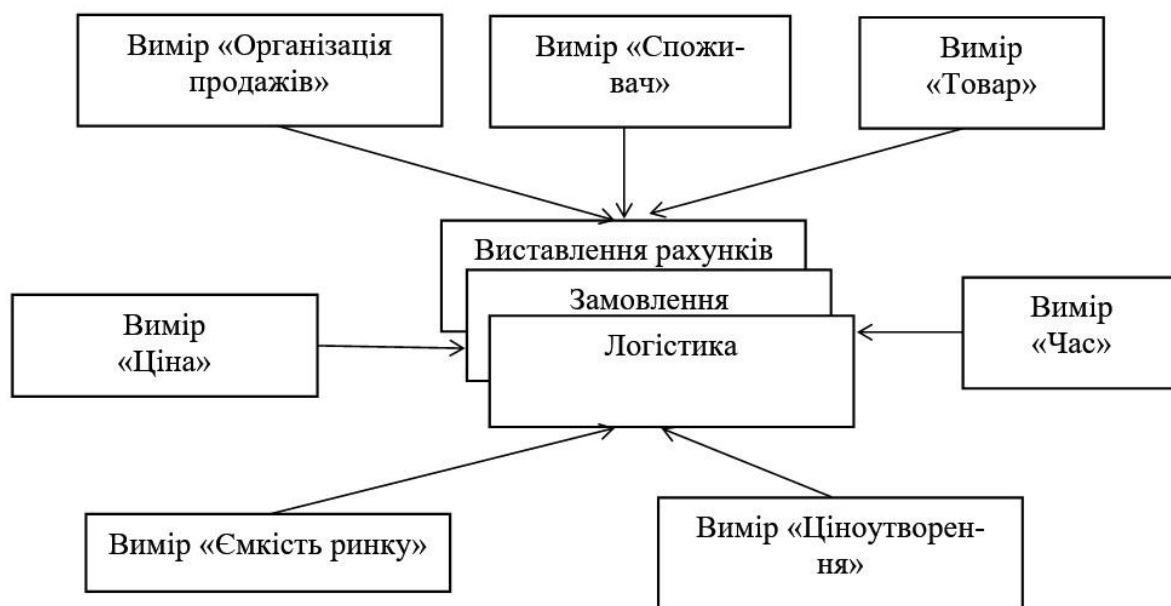 Вимір «Організація
продажів»
Вимір «Спожи-
вач»
Вимір
«Товар»
Виставлення рахунків
Замовлення
Логістика
Вимір
«Ціна»
Вимір
«Час»
Вимір «Ємкість ринку»
Вимір «Ціноутворен-
ня»